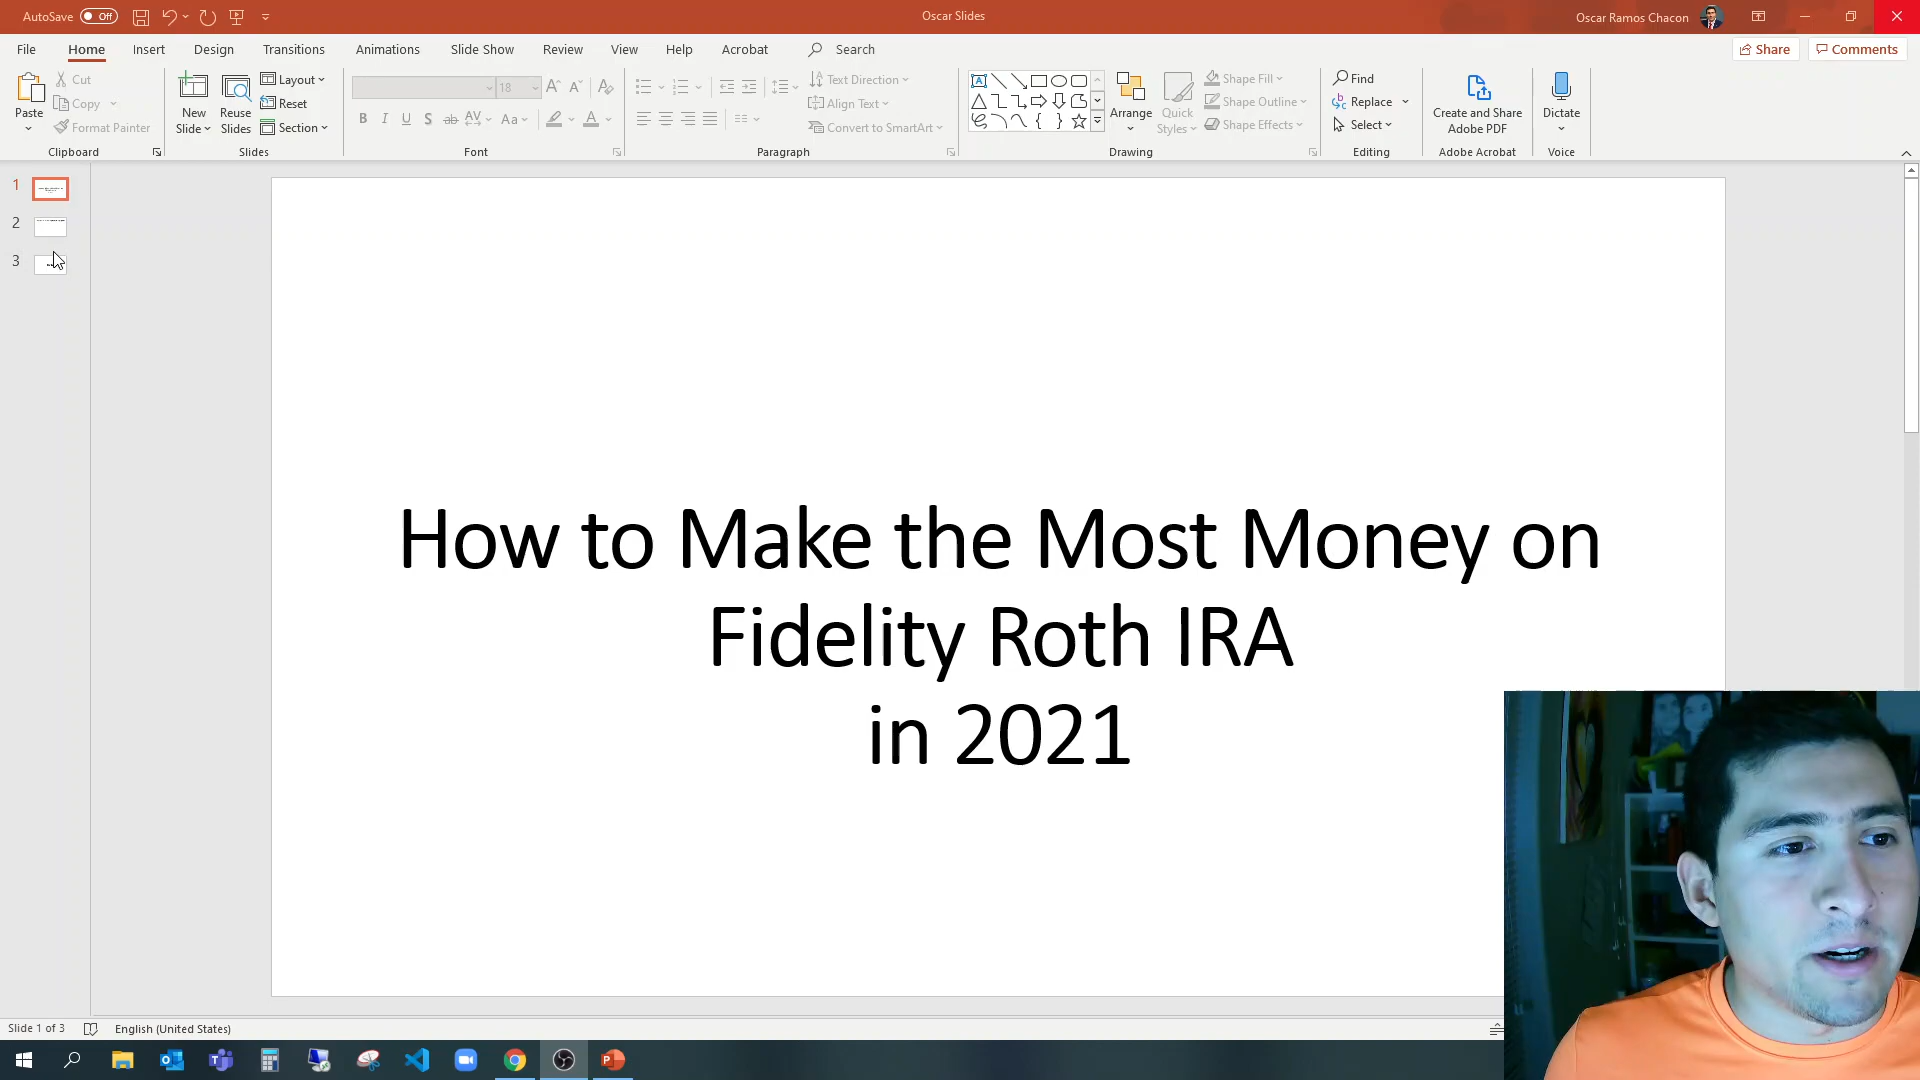 AutoSave Off
Oscar Slides
Oscar Ramos Chacon
File Home Insert Design Transitions Animations Slide Show Review View Help Acrobat Search
Share Comments
Paste
Cut
Copy
Format Painter
Clipboard
New Slide
Reuse Slides
Layout
Reset
Section
Slides
18
B I U S ab AV Aa A
Font
Text Direction
Align Text
Convert to SmartArt
Paragraph
Arrange
Quick Styles
Shape Fill
Shape Outline
Shape Effects
Drawing
Find
Replace
Select
Editing
Create and Share Adobe PDF
Adobe Acrobat
Dictate
Voice
1
2
3
How to Make the Most Money on
Fidelity Roth IRA
in 2021
Slide 1 of 3
English (United States)